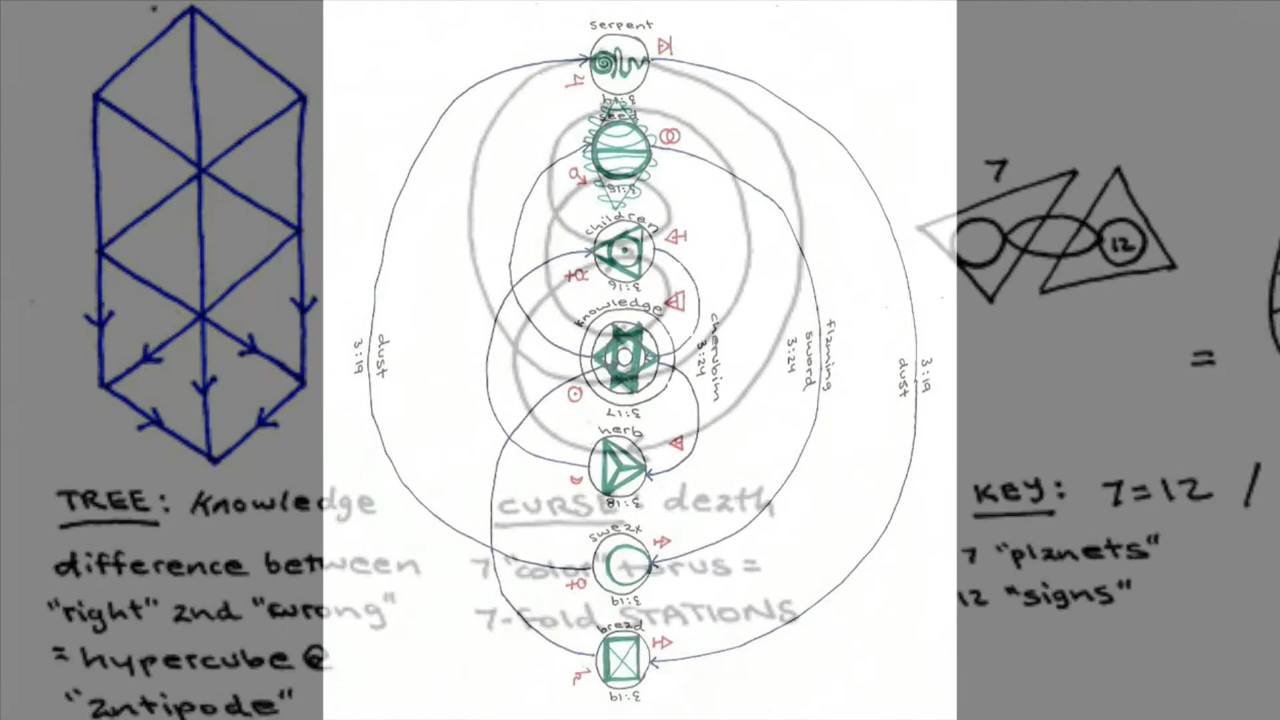 serpent
3:14
seed
3:15
children
3:16
knowledge
3:17
herb
3:18
sweat
3:19
bread
3:19
3:19
dust
cherubim
3:24
flaming
sword
3:24
3:19
dust
TREE: Knowledge
difference between
"right" and "wrong"
= hypercube @
"antipode"
CURSE: death
7 "color" torus =
7-fold STATIONS
7
12
=
KEY: 7=12 /
7 "planets"
12 "signs"